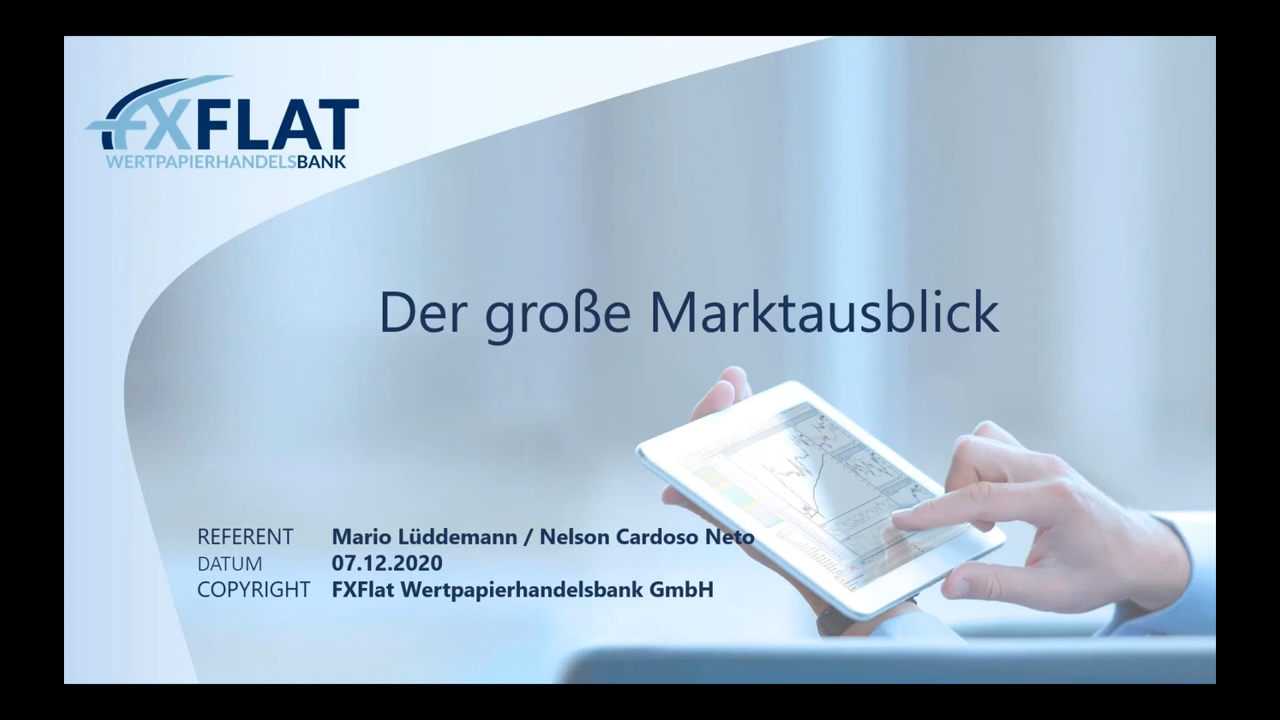 FXFLAT
WERTPAPIERHANDELSBANK
Der große Marktausblick
REFERENT Mario Lüddemann / Nelson Cardoso Neto
DATUM 07.12.2020
COPYRIGHT FXFlat Wertpapierhandelsbank GmbH